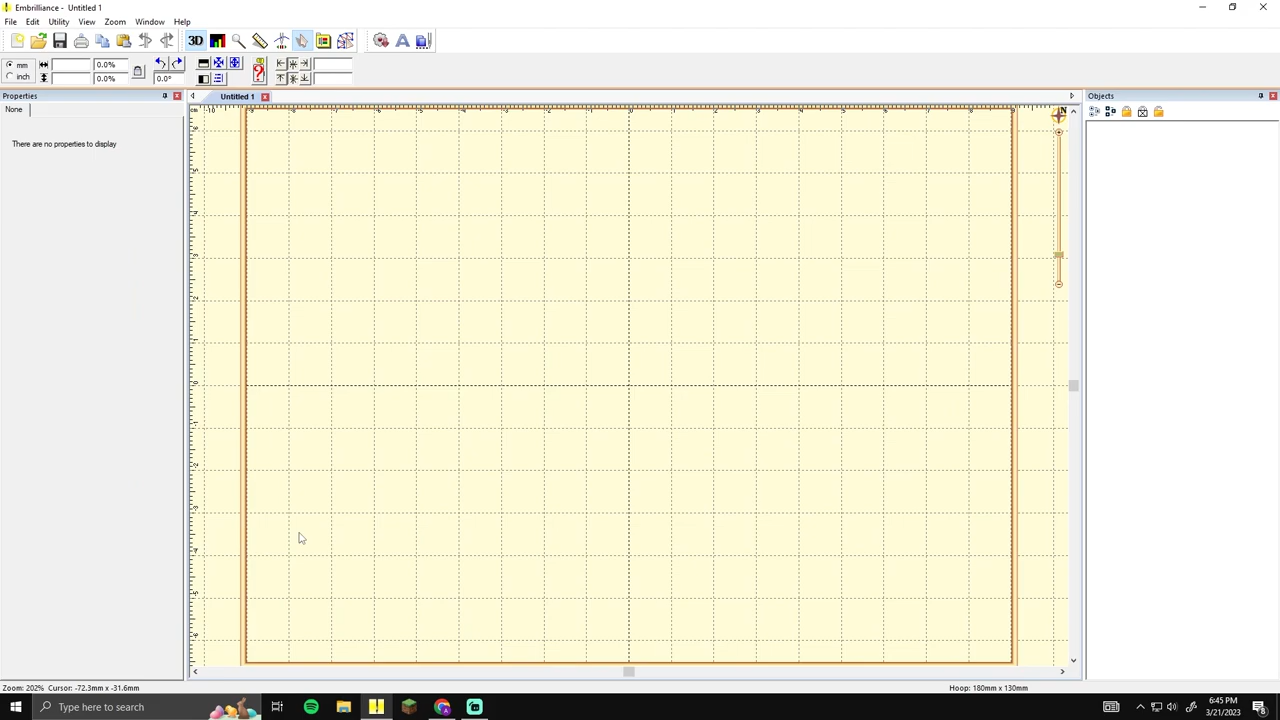 Embrilliance - Untitled 1
File Edit Utility View Zoom Window Help
3D
mm 0.0%
inch 0.0% 0.0°
Properties
Untitled 1
Objects
None
There are no properties to display
N
Zoom: 202% Cursor: -72.3mm x -31.6mm
Hoop: 180mm x 130mm
Type here to search
6:45 PM
3/21/2023